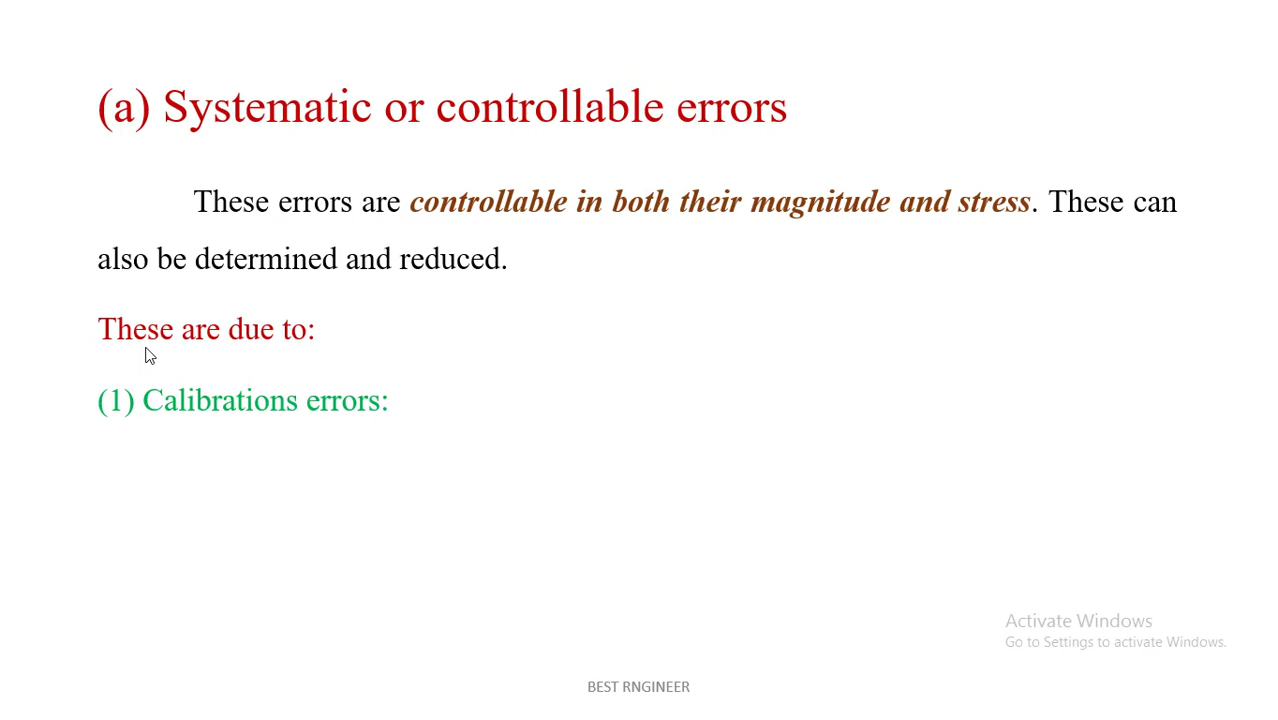 (a) Systematic or controllable errors
These errors are controllable in both their magnitude and stress. These can
also be determined and reduced.
These are due to:
(1) Calibrations errors:
Activate Windows
Go to Settings to activate Windows.
BEST RNGINEER